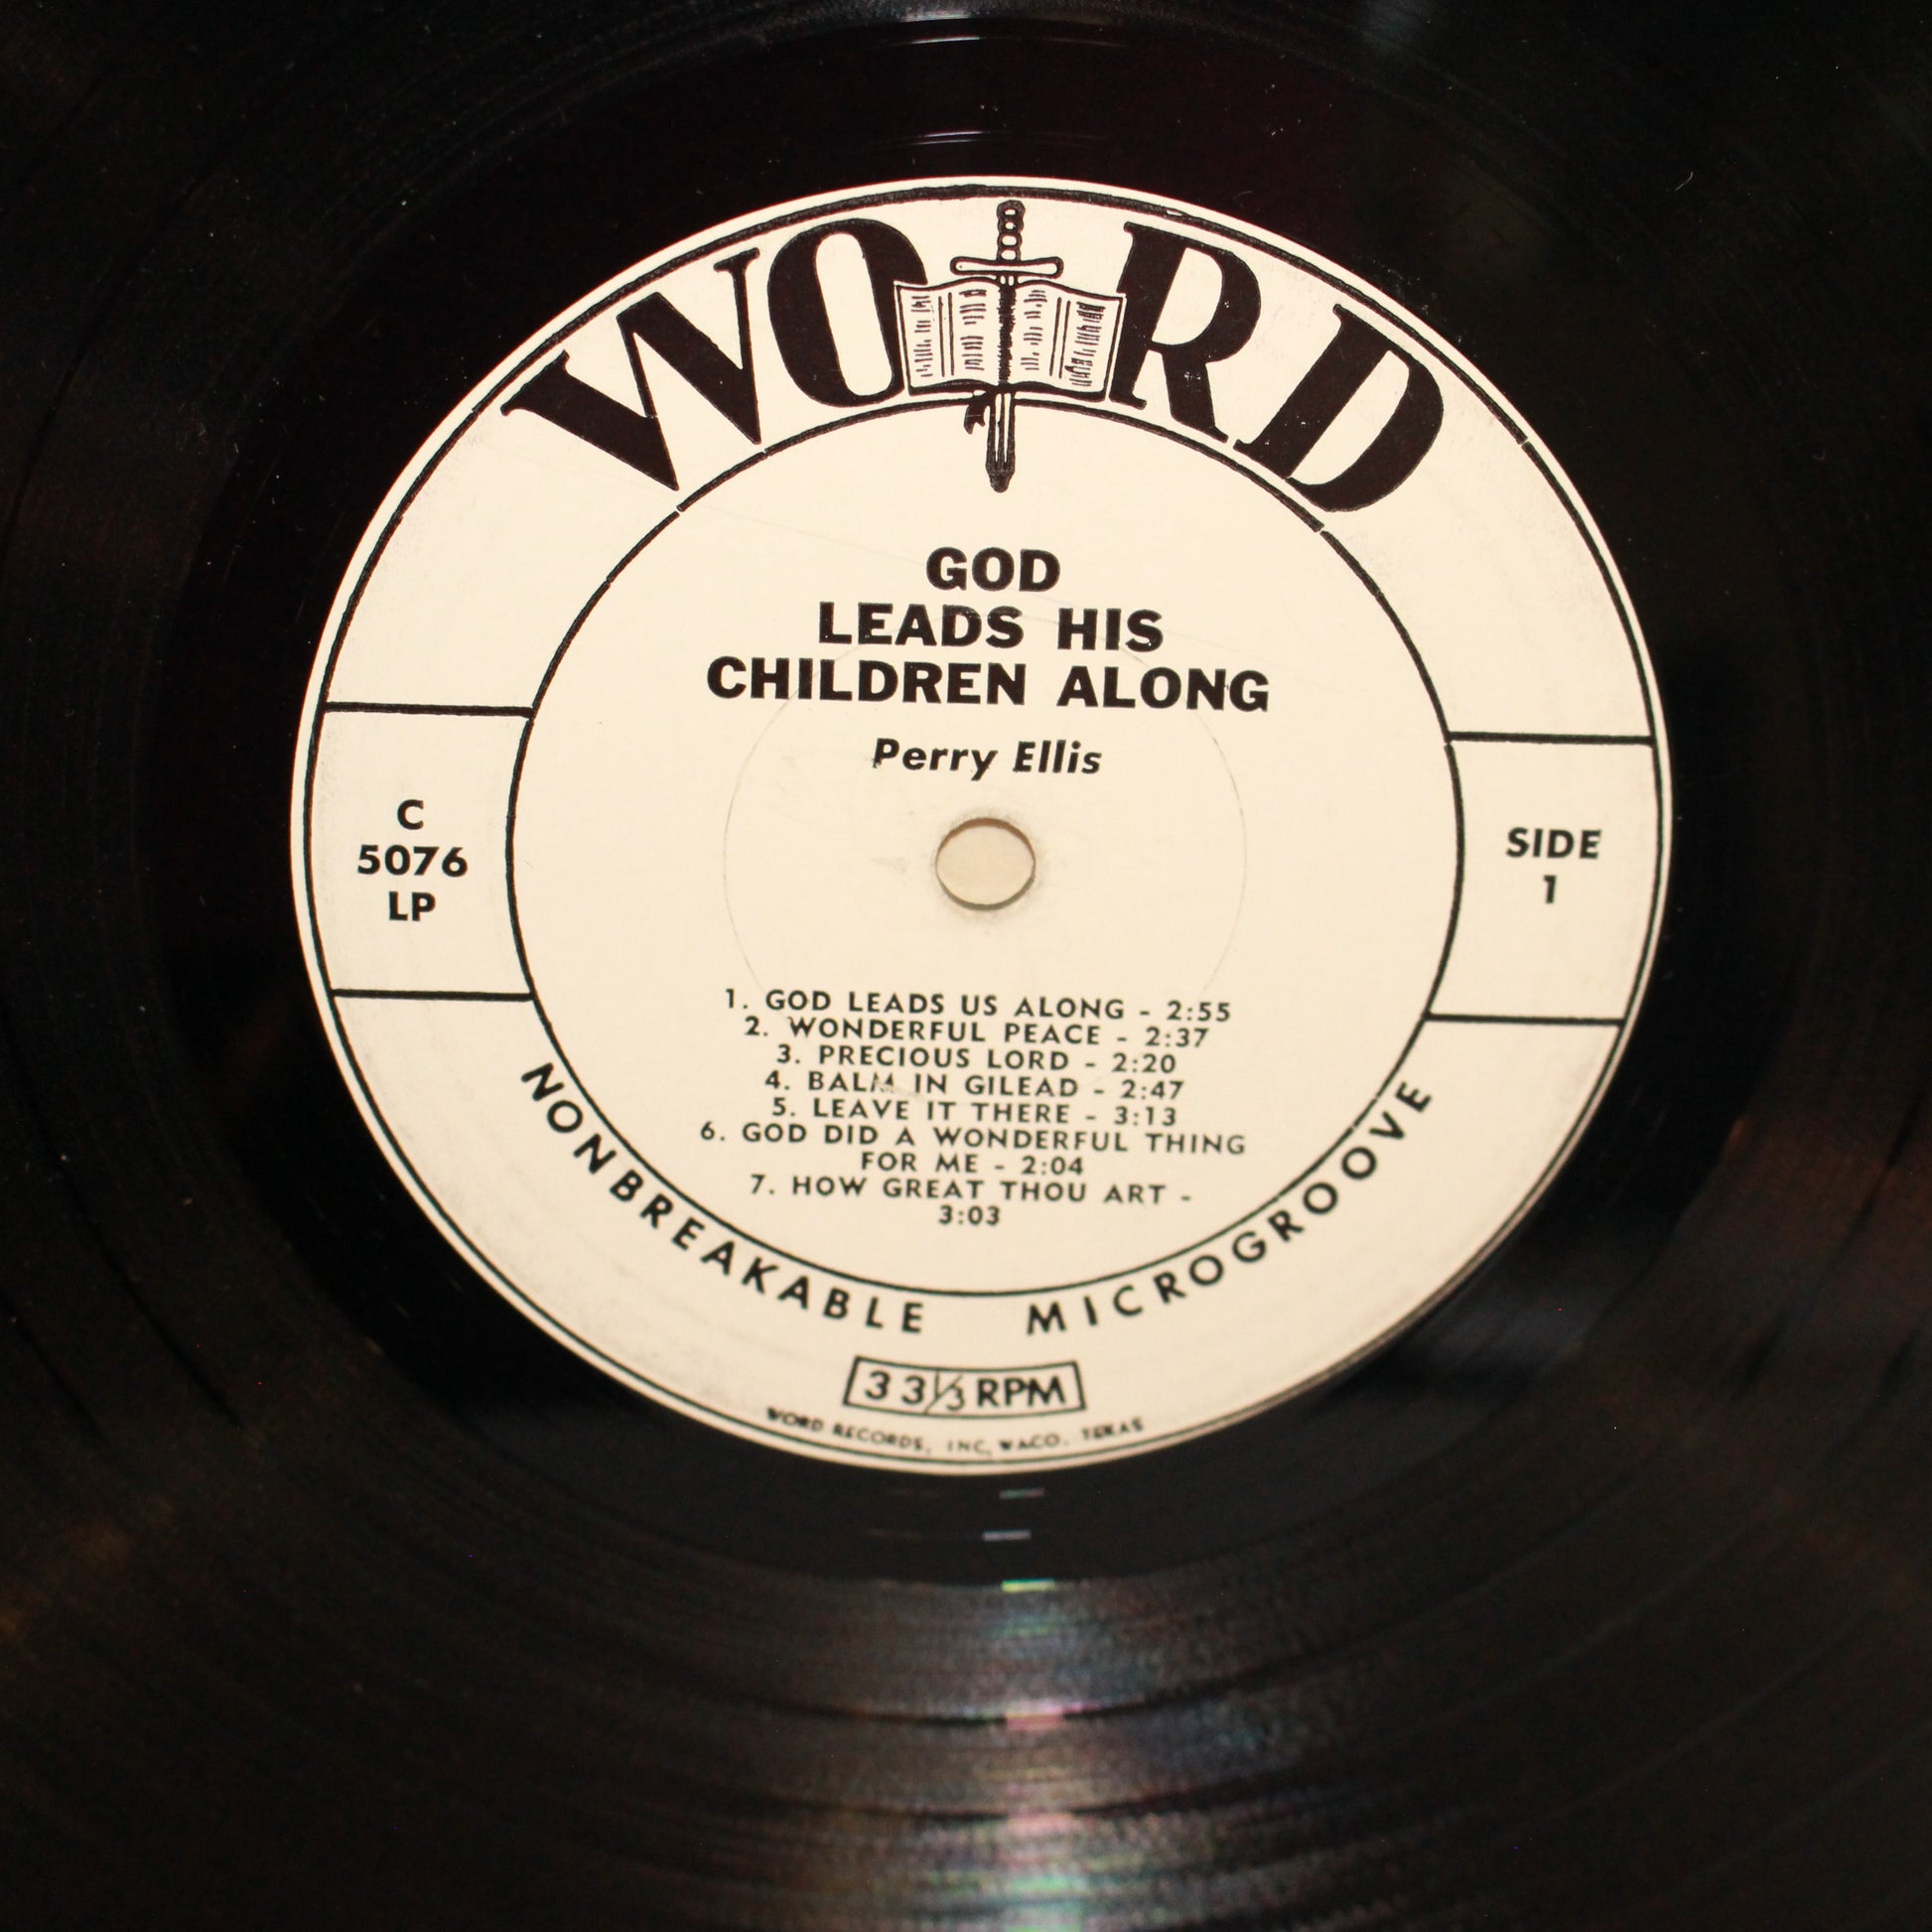 WORD
GOD
LEADS HIS
CHILDREN ALONG
Perry Ellis
C
5076
LP
SIDE
1
1. GOD LEADS US ALONG - 2:55
2. WONDERFUL PEACE - 2:37
3. PRECIOUS LORD - 2:20
4. BALM IN GILEAD - 2:47
5. LEAVE IT THERE - 3:13
6. GOD DID A WONDERFUL THING
FOR ME - 2:04
7. HOW GREAT THOU ART -
3:03
NONBREAKABLE MICROGROOVE
33 1/3 RPM
WORD RECORDS, INC. WACO, TEXAS